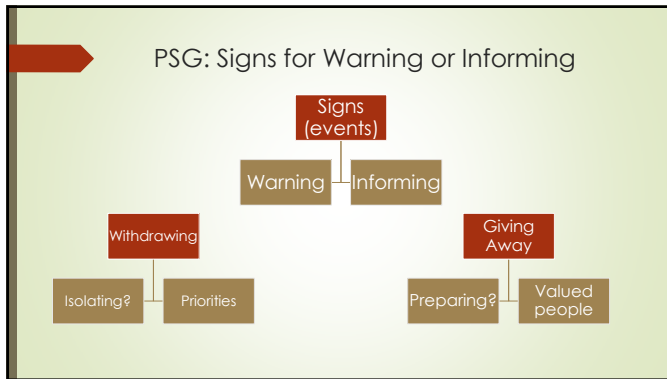 PSG: Signs for Warning or Informing
Signs
(events)
Warning
Informing
Withdrawing
Isolating?
Priorities
Giving
Away
Preparing?
Valued
people